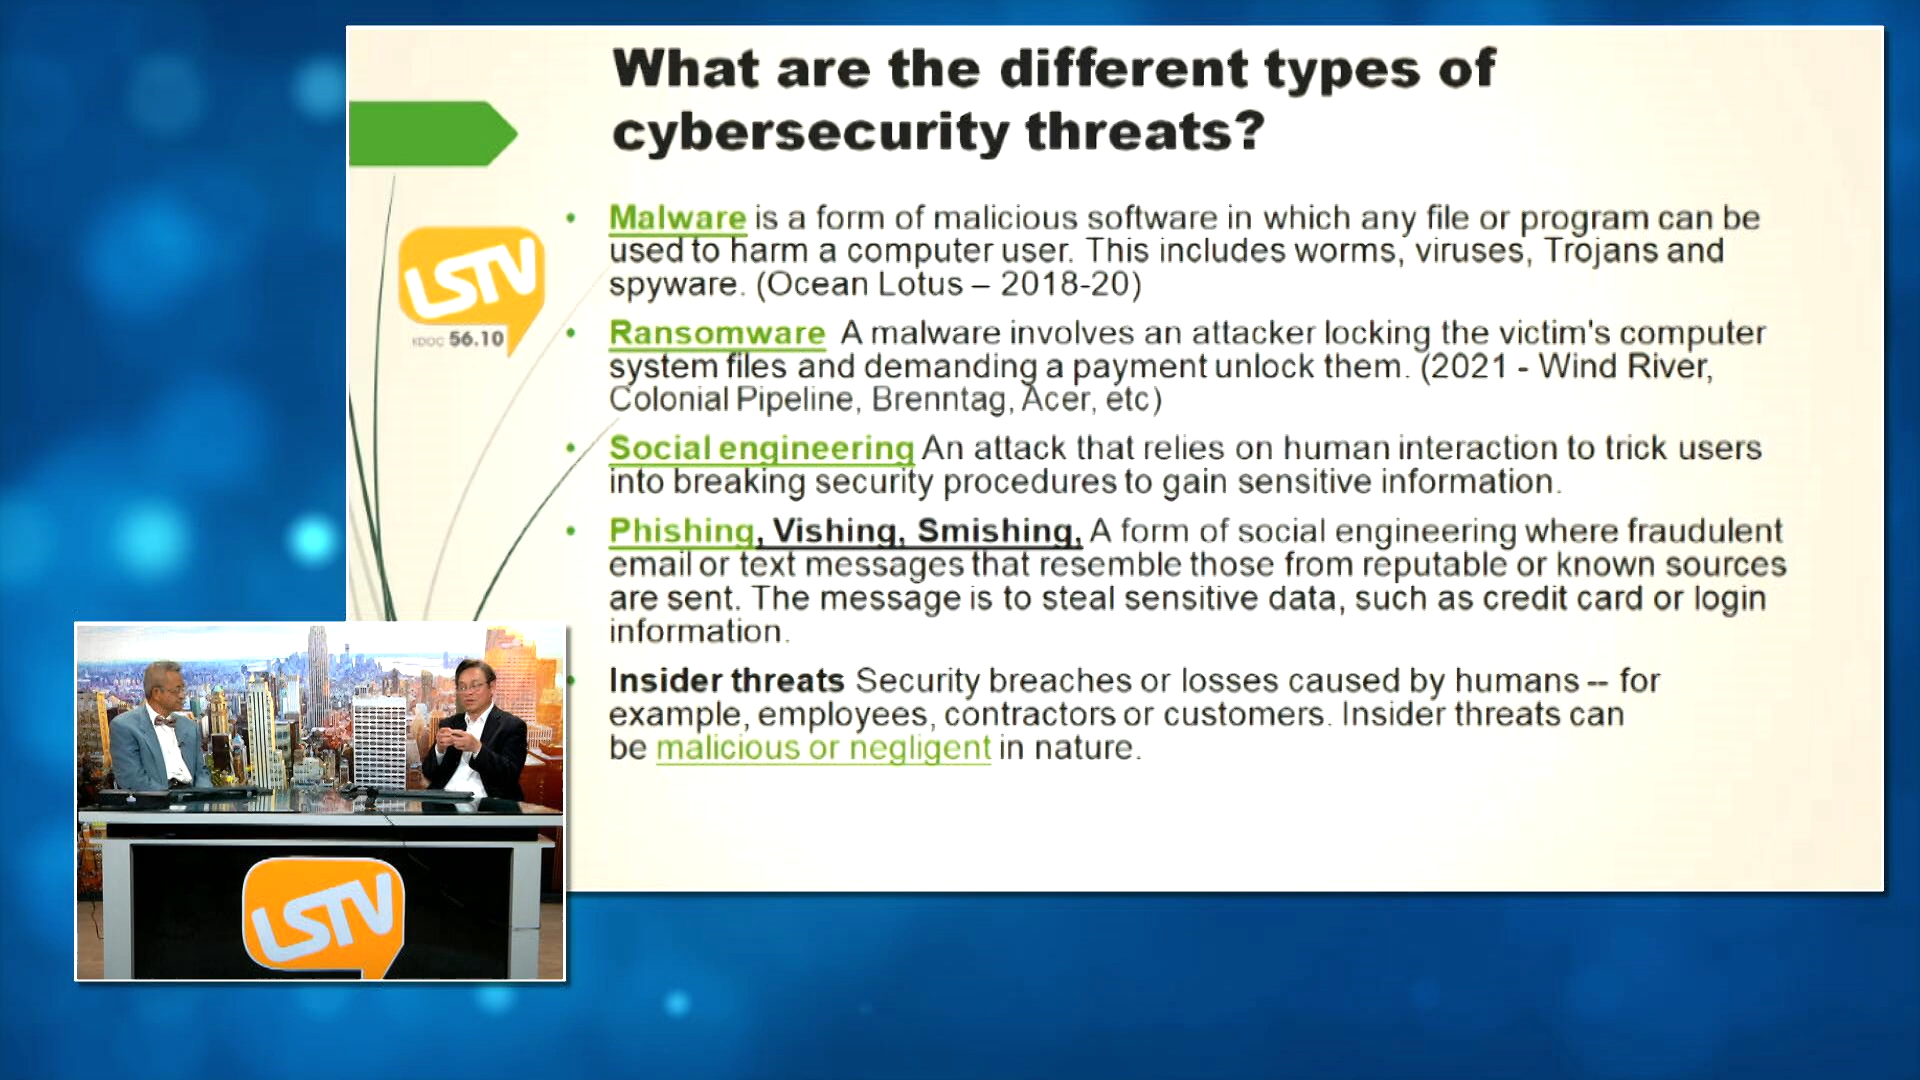 What are the different types of
cybersecurity threats?
• Malware is a form of malicious software in which any file or program can be
used to harm a computer user. This includes worms, viruses, Trojans and
spyware. (Ocean Lotus – 2018-20)
LSTV
KDOC 56.10
• Ransomware A malware involves an attacker locking the victim's computer
system files and demanding a payment unlock them. (2021 - Wind River,
Colonial Pipeline, Brenntag, Acer, etc)
• Social engineering An attack that relies on human interaction to trick users
into breaking security procedures to gain sensitive information.
• Phishing, Vishing, Smishing, A form of social engineering where fraudulent
email or text messages that resemble those from reputable or known sources
are sent. The message is to steal sensitive data, such as credit card or login
information.
• Insider threats Security breaches or losses caused by humans -- for
example, employees, contractors or customers. Insider threats can
be malicious or negligent in nature.
LSTV